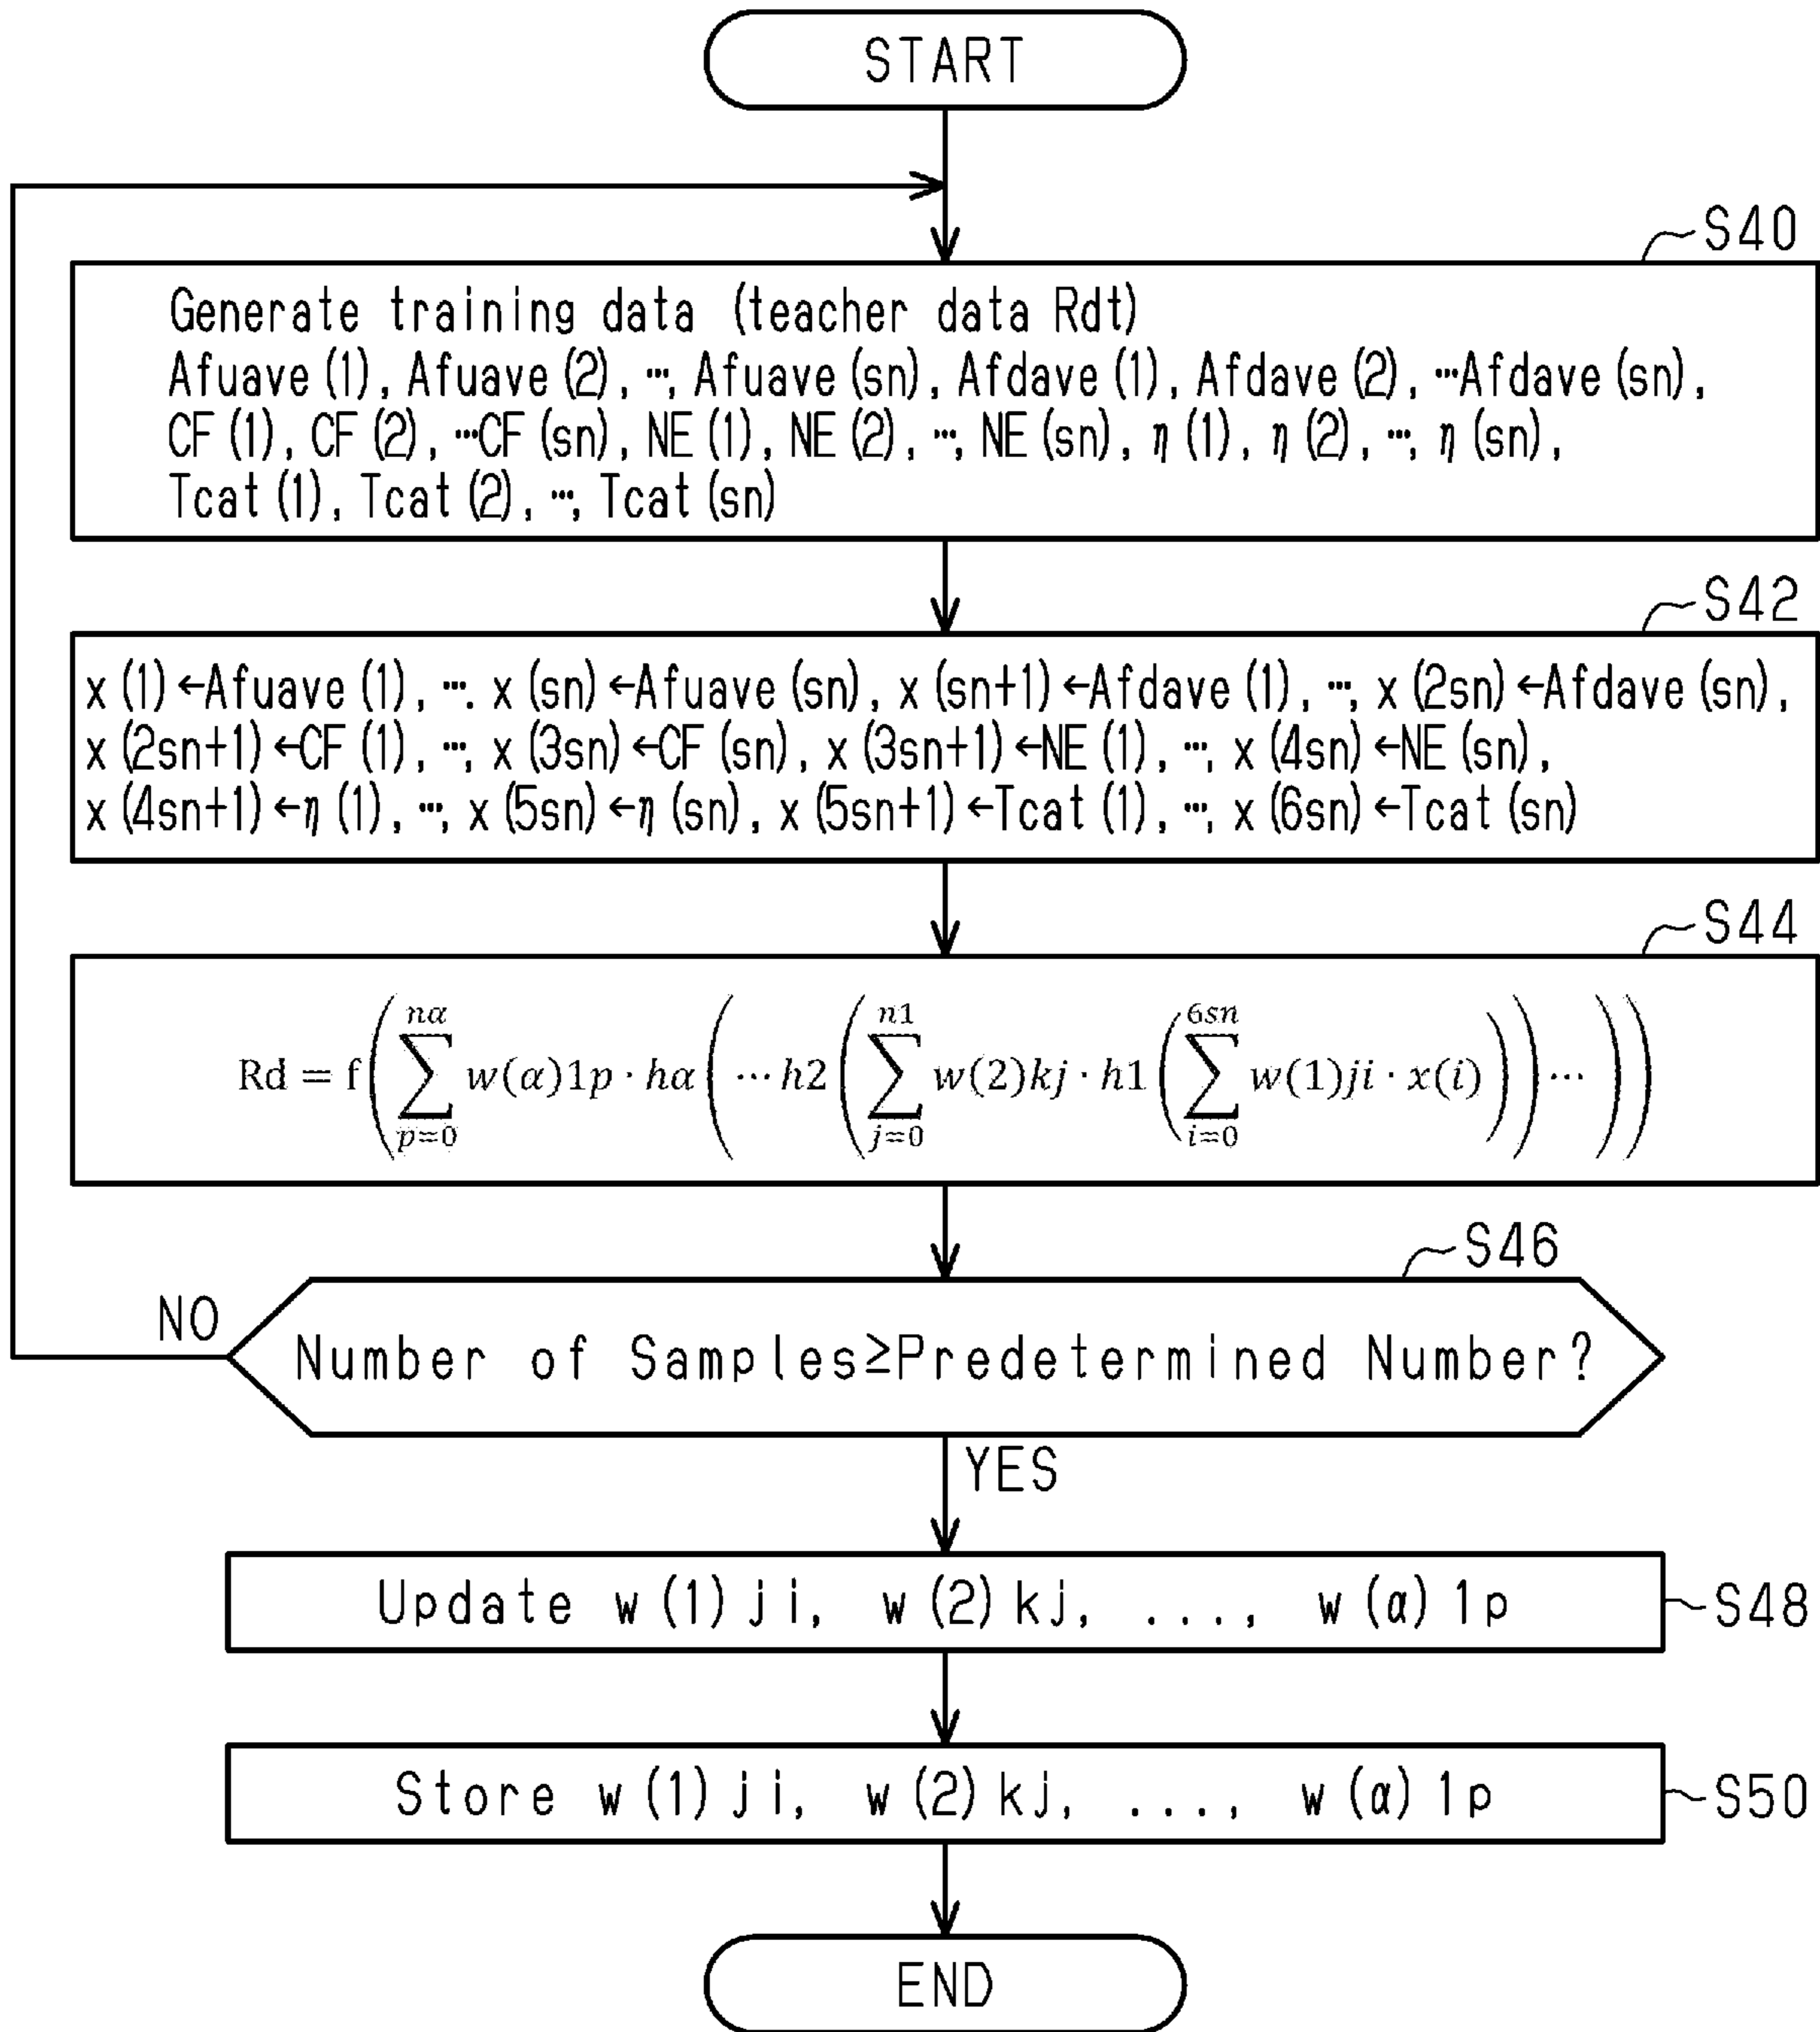 START
S40
Generate training data (teacher data Rdt)
Afuave (1), Afuave (2), …, Afuave (sn), Afdave (1), Afdave (2), …Afdave (sn),
CF (1), CF (2), …CF (sn), NE (1), NE (2), …, NE (sn), η (1), η (2), …, η (sn),
Tcat (1), Tcat (2), …, Tcat (sn)
S42
x (1) ←Afuave (1), …. x (sn) ←Afuave (sn), x (sn+1) ←Afdave (1), …, x (2sn) ←Afdave (sn),
x (2sn+1) ←CF (1), …, x (3sn) ←CF (sn), x (3sn+1) ←NE (1), …, x (4sn) ←NE (sn),
x (4sn+1) ←η (1), …, x (5sn) ←η (sn), x (5sn+1) ←Tcat (1), …, x (6sn) ←Tcat (sn)
S44
Rd = f(∑_{p=0}^{nα} w(α)1p · hα(… h2(∑_{j=0}^{n1} w(2)kj · h1(∑_{i=0}^{6sn} w(1)ji · x(i)))…))
S46
NO
Number of Samples≥Predetermined Number?
YES
Update w (1) ji, w (2) kj, ..., w (α) 1p
S48
Store w (1) ji, w (2) kj, ..., w (α) 1p
S50
END